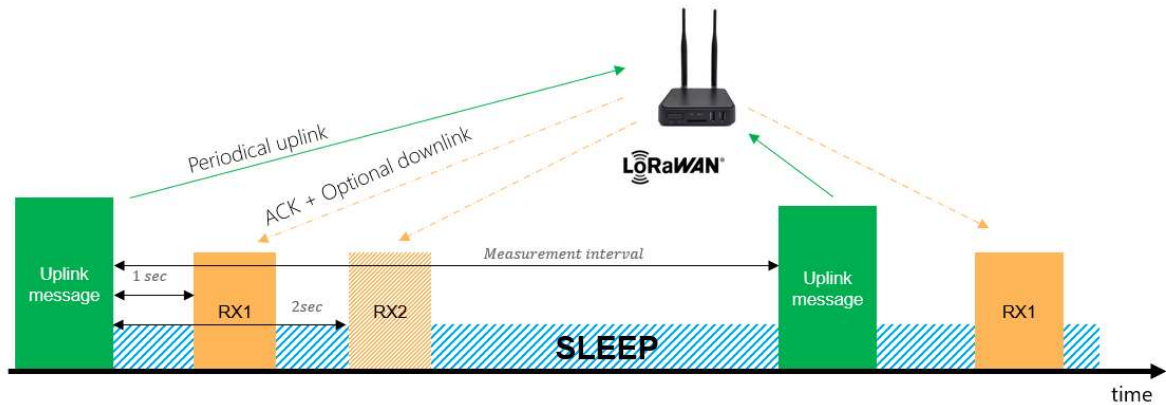 Periodical uplink
ACK + Optional downlink
LoRaWAN®
Uplink
message
1 sec
RX1
2sec
RX2
Measurement interval
SLEEP
Uplink
message
RX1
time